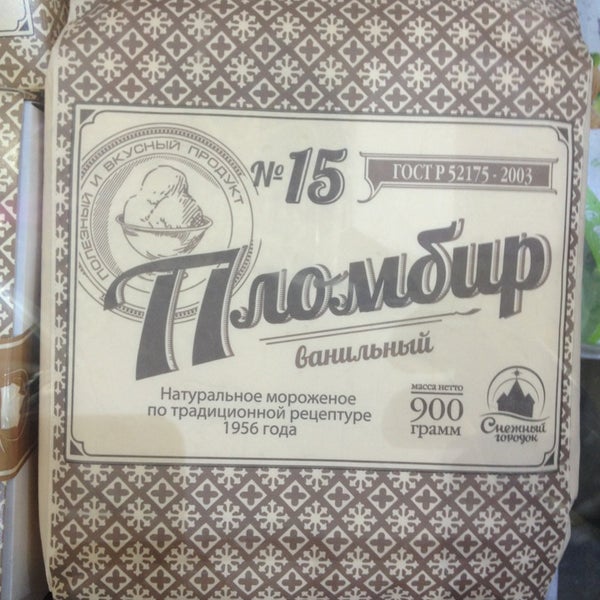 ПОЛЕЗНЫЙ И ВКУСНЫЙ ПРОДУКТ
№15
ГОСТ Р 52175 - 2003
Пломбир
ванильный
Натуральное мороженое
по традиционной рецептуре
1956 года
масса нетто
900
грамм
Снежный
городок